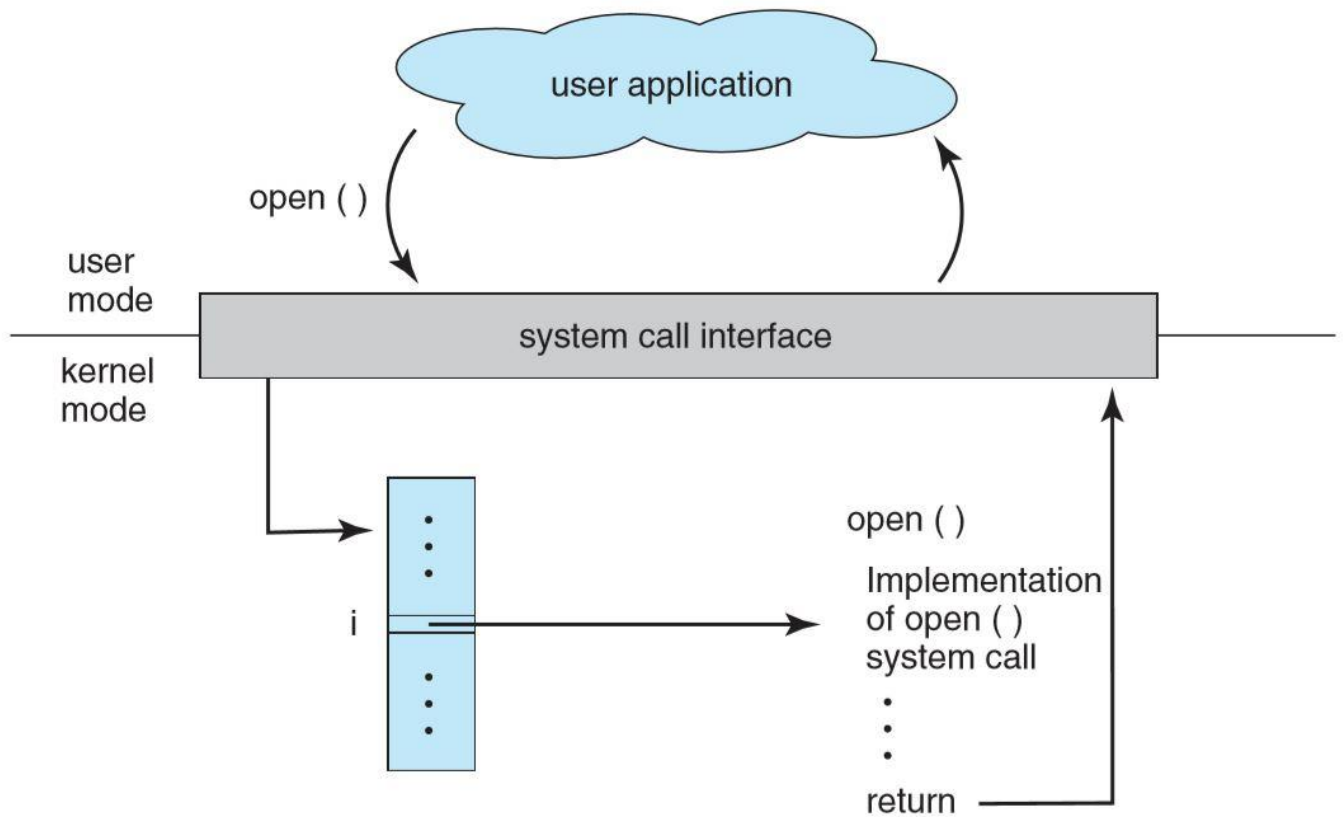 user application
open ( )
user
mode
system call interface
kernel
mode
open ( )
Implementation
of open ( )
system call
i
return